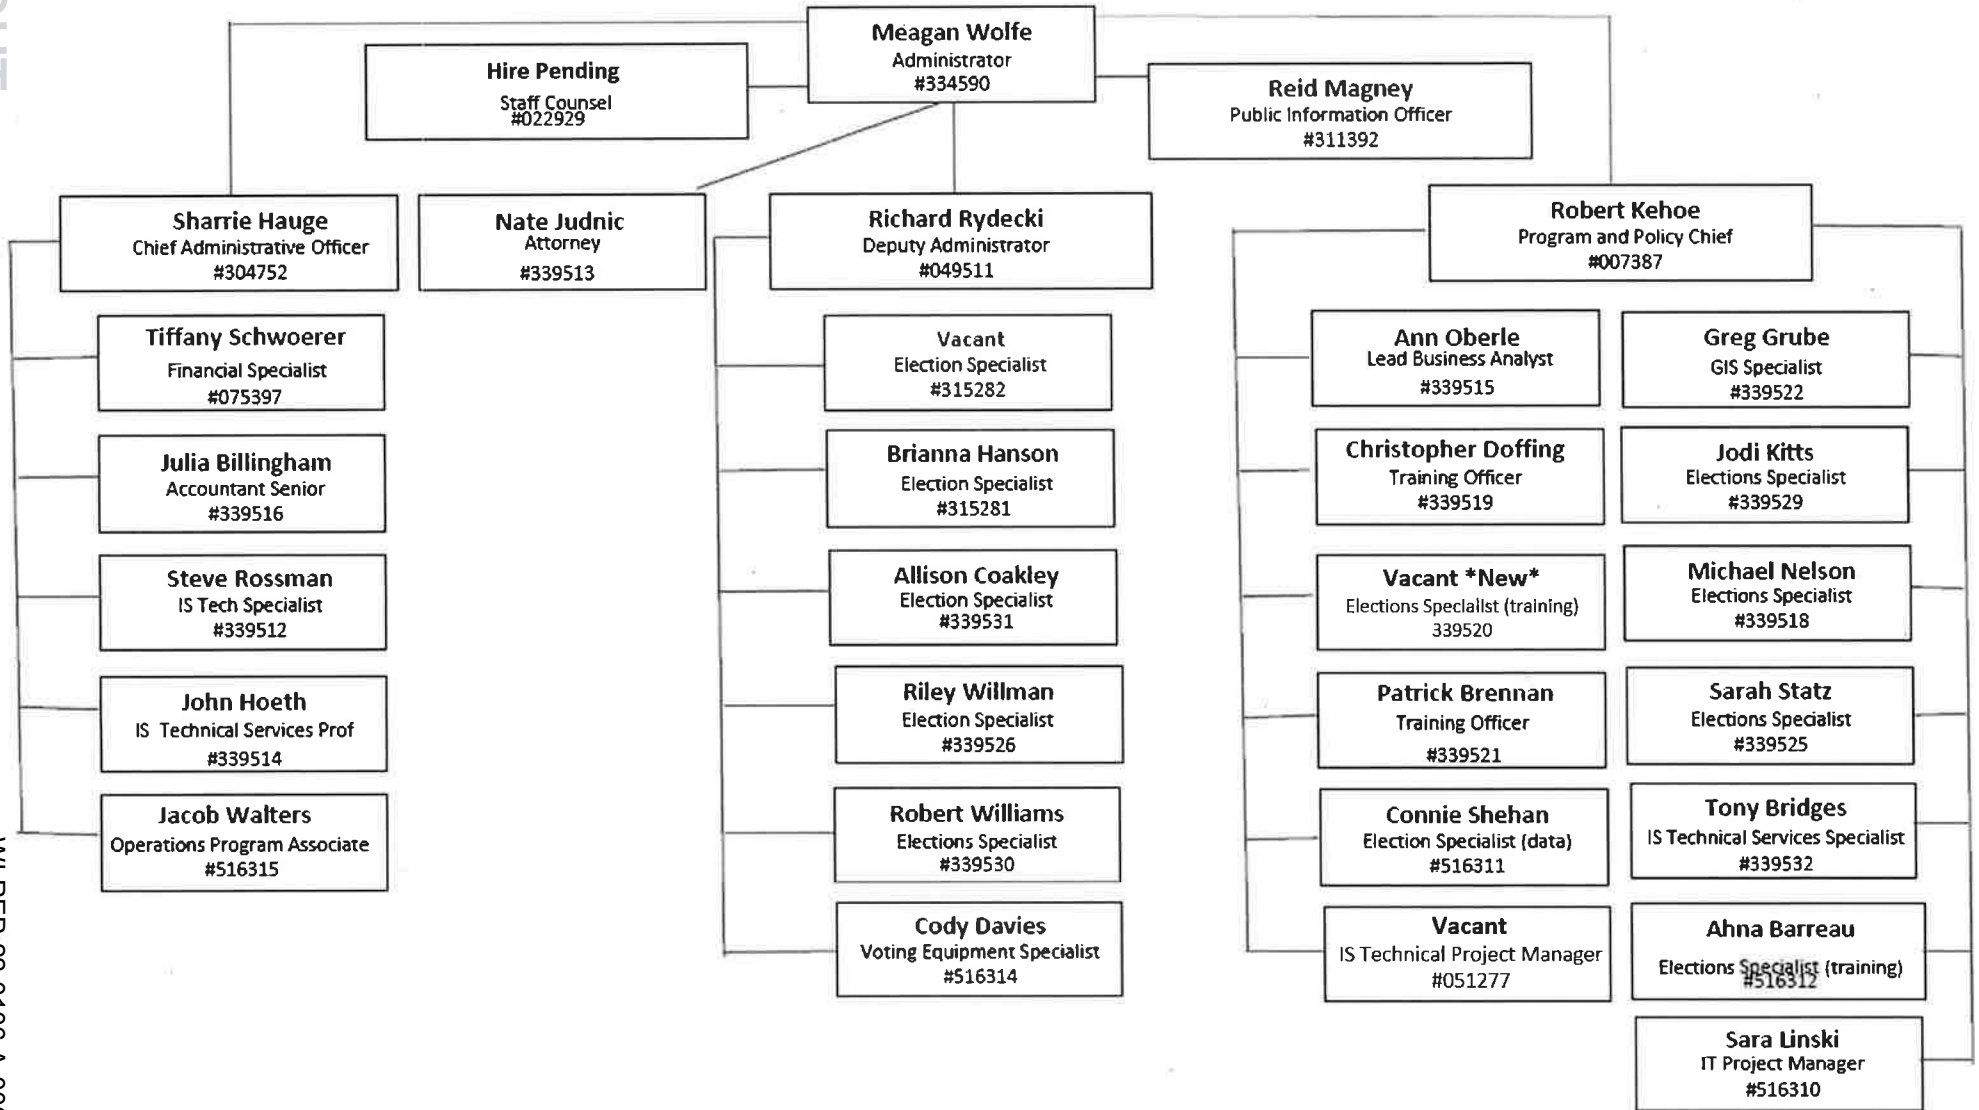 Meagan Wolfe
Administrator
#334590
Hire Pending
Staff Counsel
#022929
Reid Magney
Public Information Officer
#311392
Sharrie Hauge
Chief Administrative Officer
#304752
Nate Judnic
Attorney
#339513
Richard Rydecki
Deputy Administrator
#049511
Robert Kehoe
Program and Policy Chief
#007387
Tiffany Schwoerer
Financial Specialist
#075397
Julia Billingham
Accountant Senior
#339516
Steve Rossman
IS Tech Specialist
#339512
John Hoeth
IS Technical Services Prof
#339514
Jacob Walters
Operations Program Associate
#516315
Vacant
Election Specialist
#315282
Brianna Hanson
Election Specialist
#315281
Allison Coakley
Election Specialist
#339531
Riley Willman
Election Specialist
#339526
Robert Williams
Elections Specialist
#339530
Cody Davies
Voting Equipment Specialist
#516314
Ann Oberle
Lead Business Analyst
#339515
Christopher Doffing
Training Officer
#339519
Vacant *New*
Elections Specialist (training)
339520
Patrick Brennan
Training Officer
#339521
Connie Shehan
Election Specialist (data)
#516311
Vacant
IS Technical Project Manager
#051277
Greg Grube
GIS Specialist
#339522
Jodi Kitts
Elections Specialist
#339529
Michael Nelson
Elections Specialist
#339518
Sarah Statz
Elections Specialist
#339525
Tony Bridges
IS Technical Services Specialist
#339532
Ahna Barreau
Elections Specialist (training)
#516312
Sara Linski
IT Project Manager
#516310